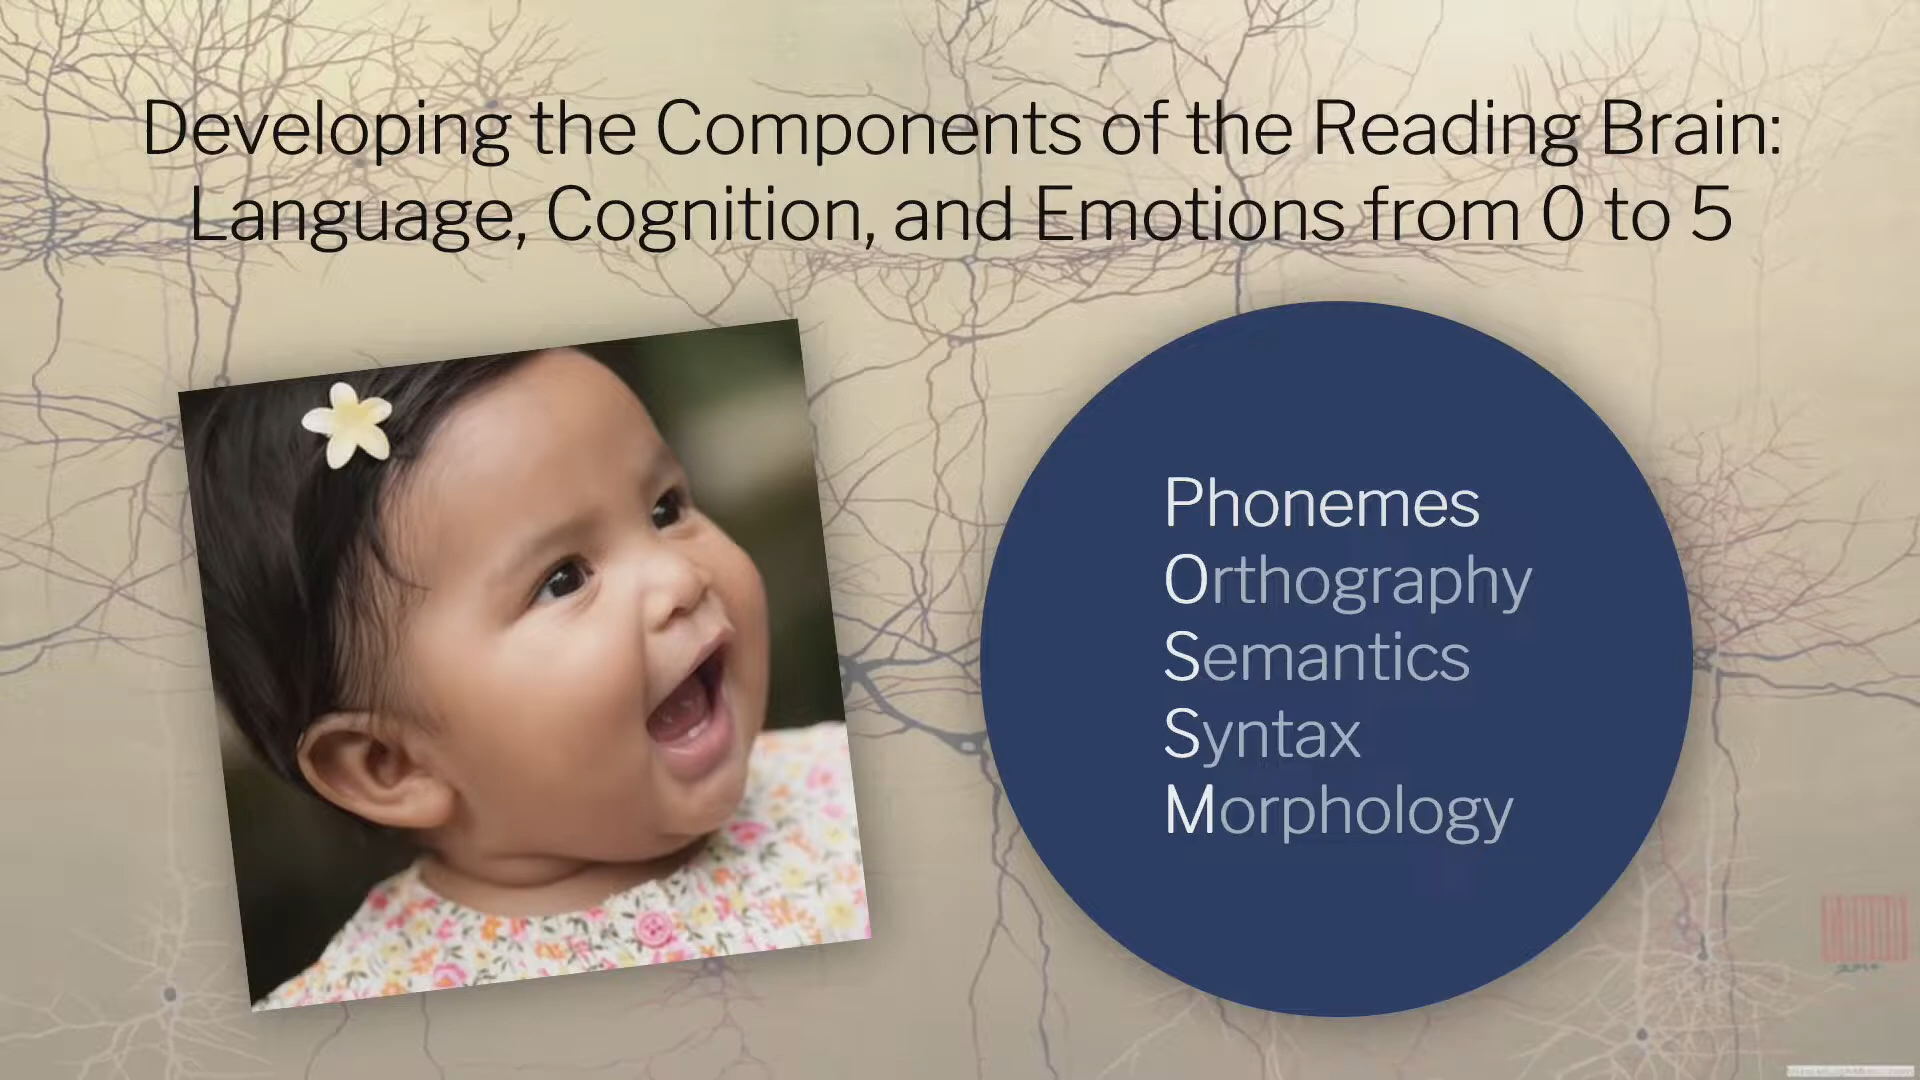 Developing the Components of the Reading Brain:
Language, Cognition, and Emotions from 0 to 5
Phonemes
Orthography
Semantics
Syntax
Morphology